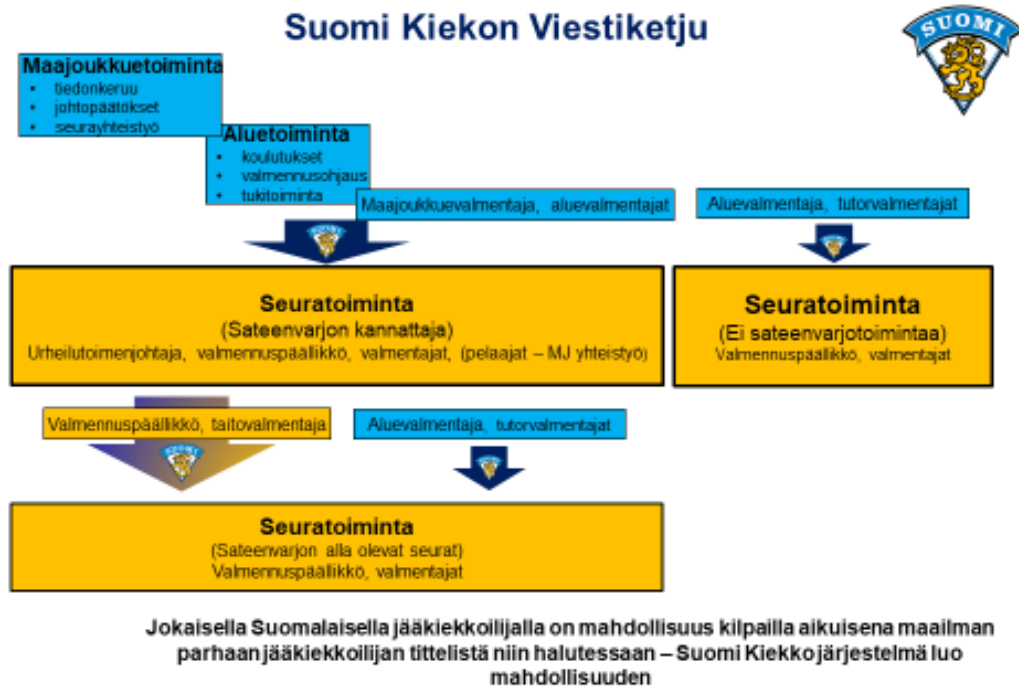 Suomi Kiekon Viestiketju
SUOMI
Maajoukkuetoiminta
• tiedonkeruu
• johtopäätökset
• seurayhteistyö
Aluetoiminta
• koulutukset
• valmennusohjaus
• tukitoiminta
Maajoukkuevalmentaja, aluevalmentajat
Aluevalmentaja, tutorvalmentajat
Seuratoiminta
(Sateenvarjon kannattaja)
Urheilutoimenjohtaja, valmennuspäällikkö, valmentajat, (pelaajat – MJ yhteistyö)
Seuratoiminta
(Ei sateenvarjotoimintaa)
Valmennuspäällikkö, valmentajat
Valmennuspäällikkö, taitovalmentaja
Aluevalmentaja, tutorvalmentajat
Seuratoiminta
(Sateenvarjon alla olevat seurat)
Valmennuspäällikkö, valmentajat
Jokaisella Suomalaisella jääkiekkoilijalla on mahdollisuus kilpailla aikuisena maailman
parhaan jääkiekkoilijan tittelistä niin halutessaan – Suomi Kiekko järjestelmä luo
mahdollisuuden